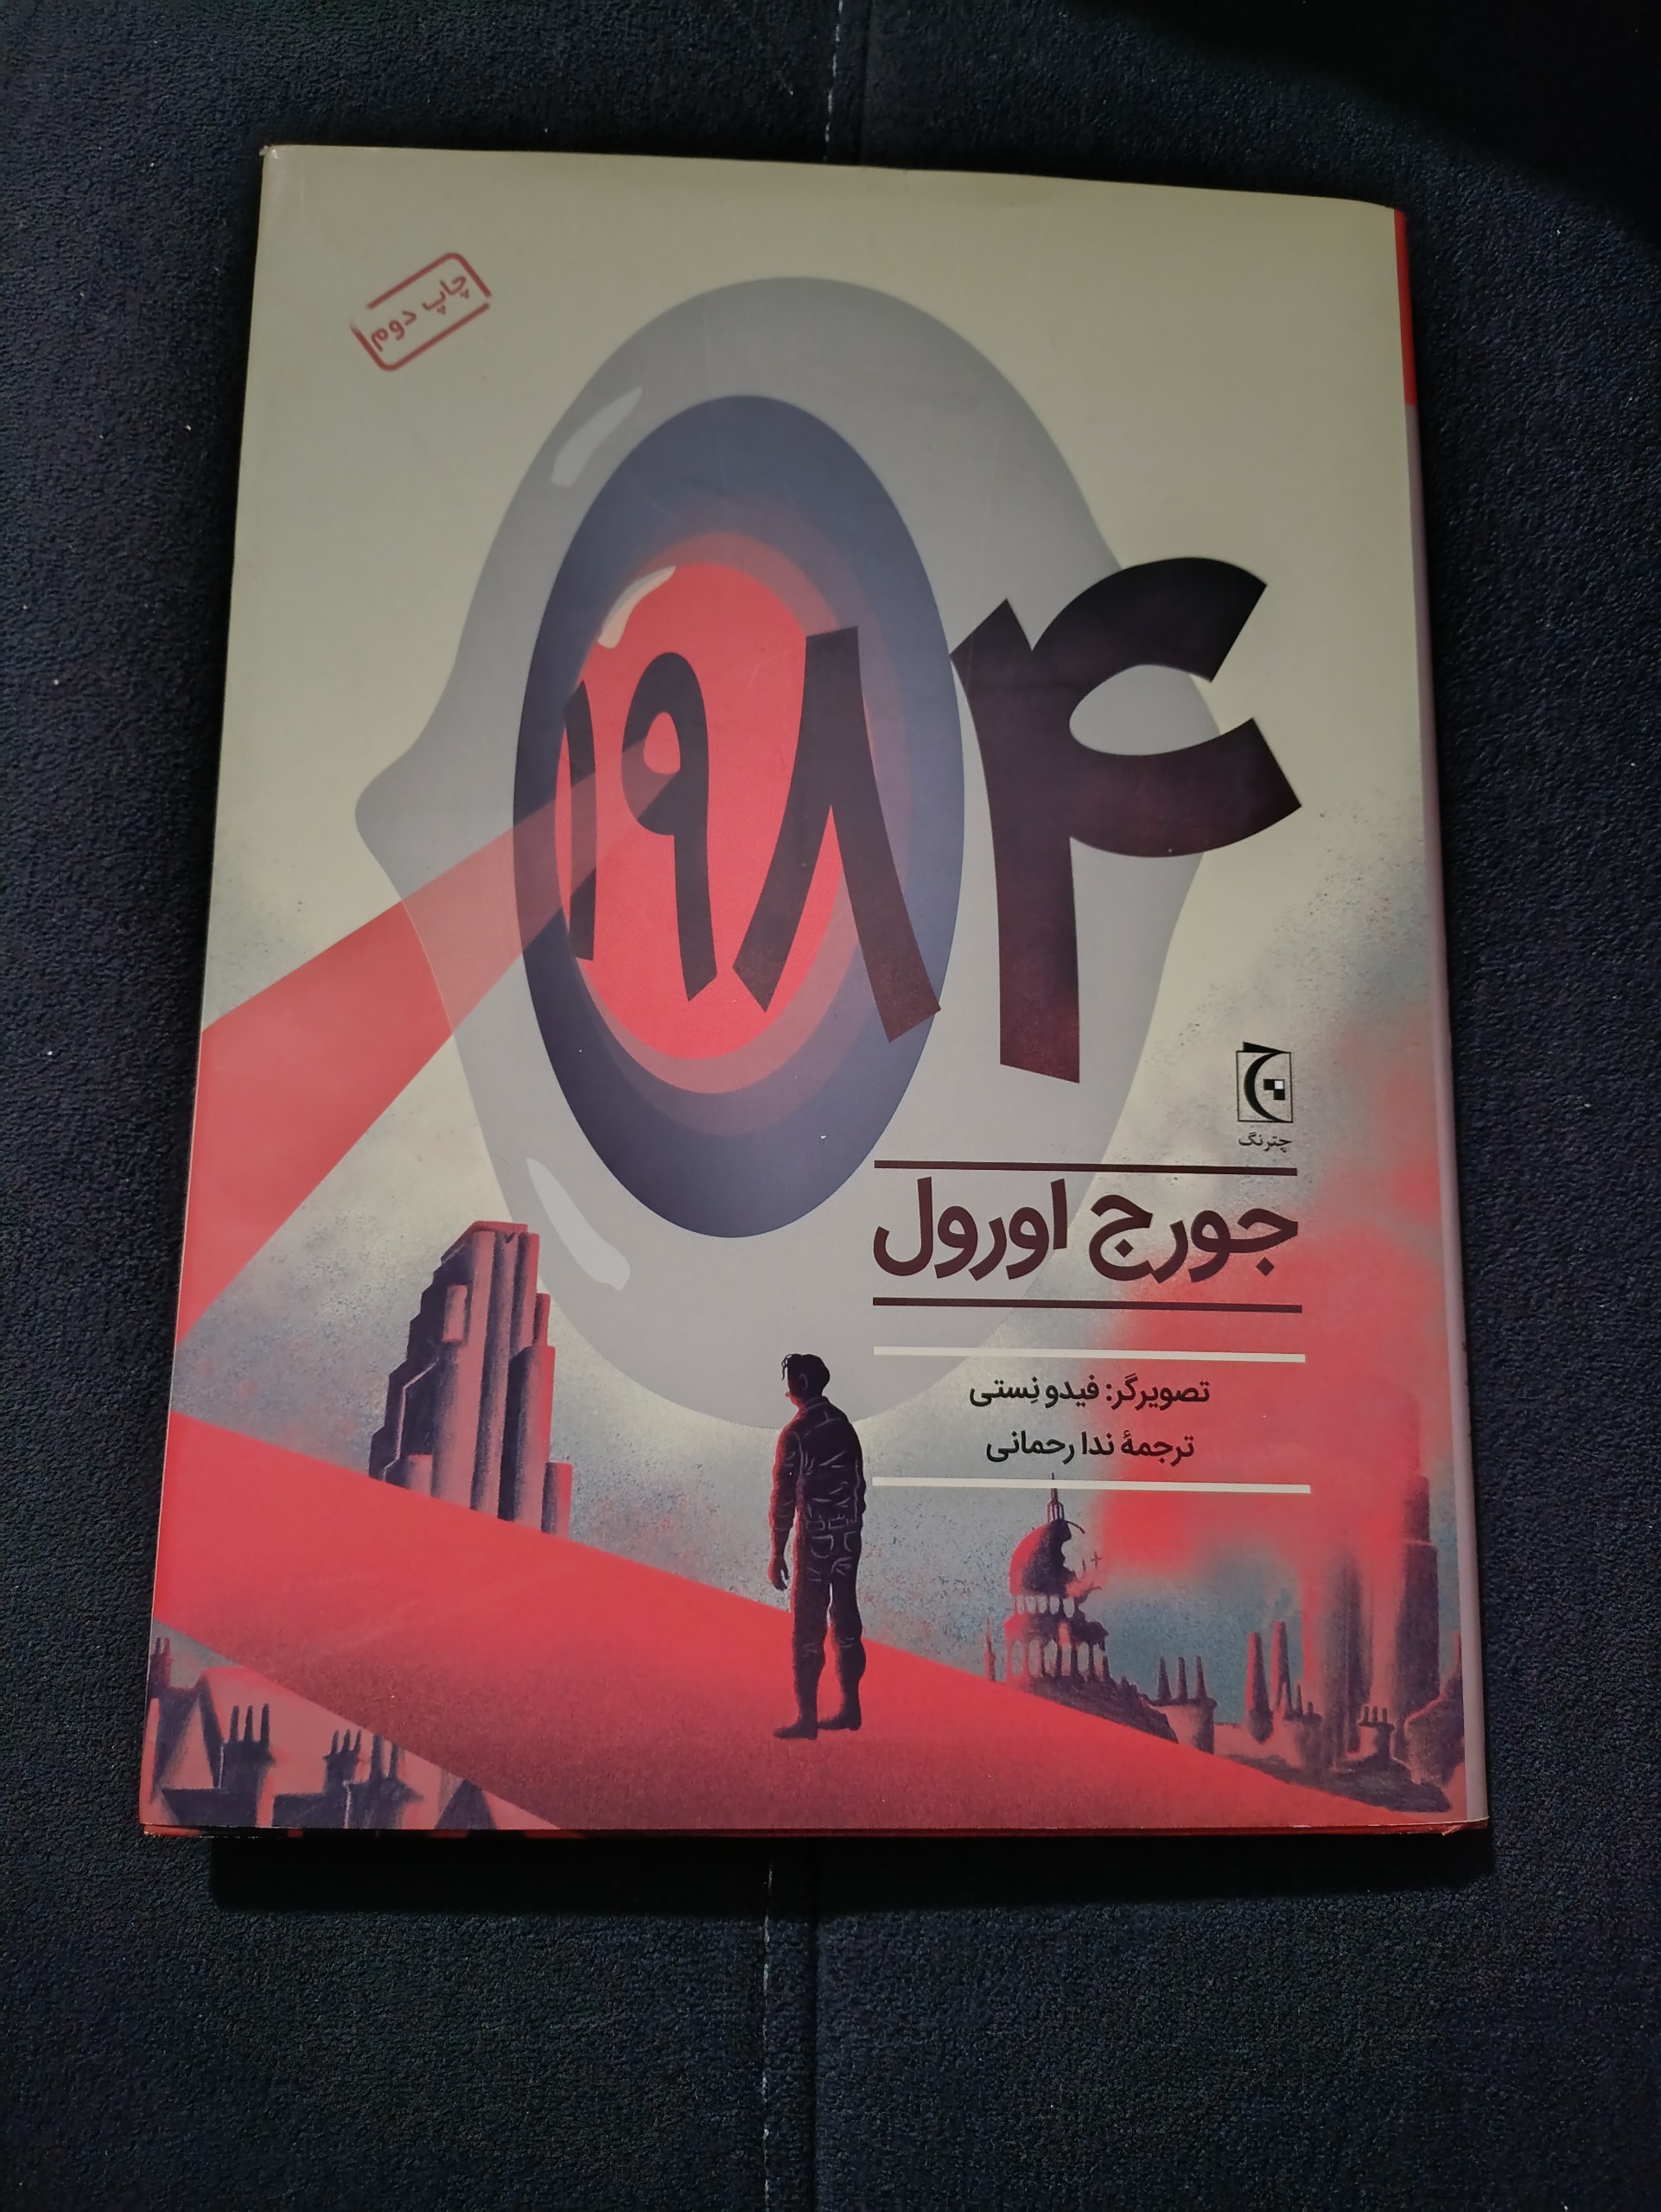 چاپ دوم
۱۹۸۴
چترنگ
جورج اورول
تصویرگر: فیدو نِستی
ترجمهٔ ندا رحمانی